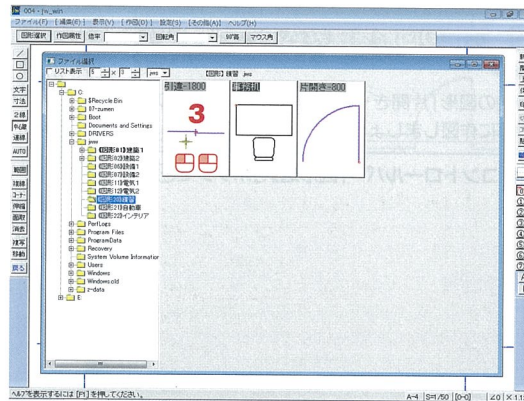 004 - jw_win
ファイル(F) [編集(E)] 表示(V) [作図(D)] 設定(S) [その他(A)] ヘルプ(H)
図形選択 作図属性 倍率 回転角 90°毎 マウス角
ファイル選択
リスト表示 5 × 3 jws 【図形】練習 .jws
C:
$Recycle.Bin
07-zumen
Boot
Documents and Settings
DRIVERS
jww
《図形01》建築1
《図形02》建築2
《図形06》設備1
《図形07》設備2
《図形11》電気1
《図形12》電気2
《図形20》練習
《図形21》自動車
《図形22》インテリア
PerfLogs
Program Files
ProgramData
Recovery
System Volume Information
Users
Windows
Windows.old
z-data
E:
引違-1800
3
事務机
片開き-800
文字
寸法
2線
中心線
連線
AUTO
範囲
複線
コーナー
伸縮
面取
消去
複写
移動
戻る
ヘルプを表示するには [F1] を押してください。
A-4 S=1/50 [0-0] ∠0